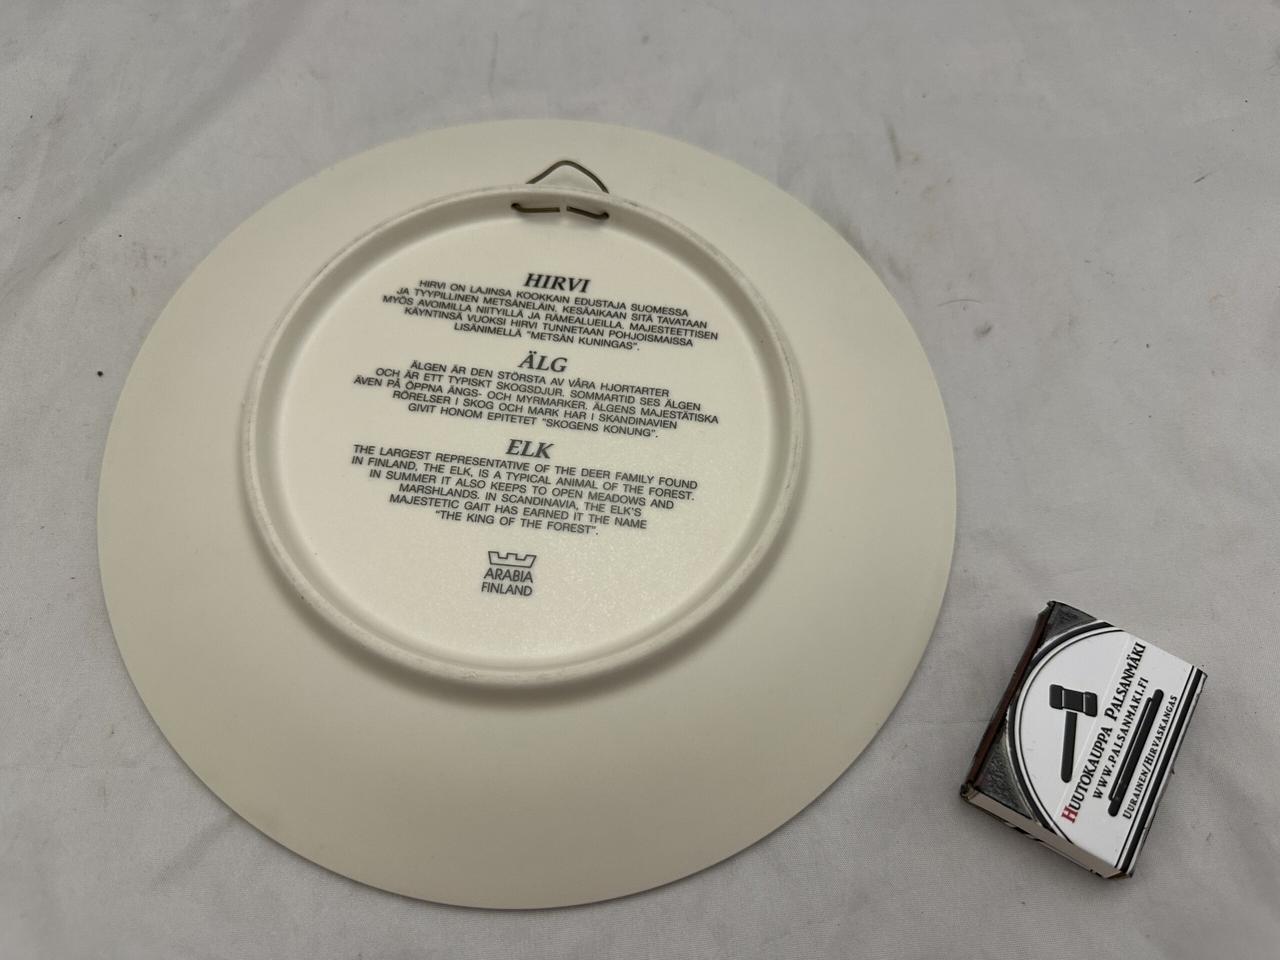 HIRVI
HIRVI ON LAJINSA KOOKKAIN EDUSTAJA SUOMESSA
JA TYYPILLINEN METSÄNELÄIN. KESÄAIKAAN SITÄ TAVATAAN
MYÖS AVOIMILLA NIITYILLÄ JA RÄMEALUEILLA. MAJESTEETTISEN
KÄYNTINSÄ VUOKSI HIRVI TUNNETAAN POHJOISMAISSA
LISÄNIMELLÄ "METSÄN KUNINGAS".
ÄLG
ÄLGEN ÄR DEN STÖRSTA AV VÅRA HJORTARTER
OCH ÄR ETT TYPISKT SKOGSDJUR. SOMMARTID SES ÄLGEN
ÄVEN PÅ ÖPPNA ÄNGS- OCH MYRMARKER. ÄLGENS MAJESTÄTISKA
RÖRELSER I SKOG OCH MARK HAR I SKANDINAVIEN
GIVIT HONOM EPITETET "SKOGENS KONUNG".
ELK
THE LARGEST REPRESENTATIVE OF THE DEER FAMILY FOUND
IN FINLAND, THE ELK, IS A TYPICAL ANIMAL OF THE FOREST.
IN SUMMER IT ALSO KEEPS TO OPEN MEADOWS AND
MARSHLANDS. IN SCANDINAVIA, THE ELK'S
MAJESTETIC GAIT HAS EARNED IT THE NAME
"THE KING OF THE FOREST".
ARABIA
FINLAND
HUUTOKAUPPA PALSANMÄKI
WWW.PALSANMAKI.FI
UURAINEN/HIRVASKANGAS